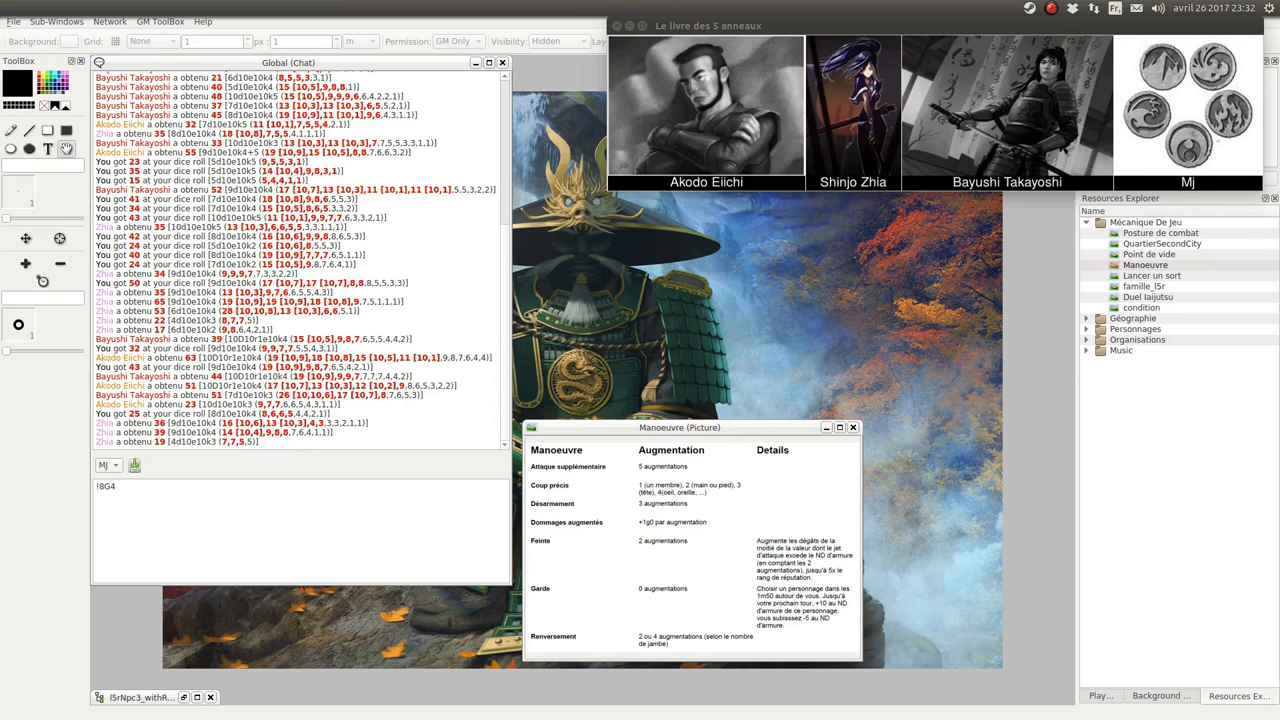 Le livre des 5 anneaux
avril 26 2017 23:32
Fr
File Sub-Windows
Network GM ToolBox Help
Background: Grid: None 1 px : 1 m Permission: GM Only Visibility: Hidden
Akodo Eiichi
Shinjo Zhia
Bayushi Takayoshi
Mj
ToolBox
1
1
Global (Chat)
Bayushi Takayoshi a obtenu 21 [6d10e10k4 (8,5,5,3,3,1)]
Bayushi Takayoshi a obtenu 40 [6d10e10k4 (15 [10,5],9,8,8,1)]
Bayushi Takayoshi a obtenu 48 [10d10e10k5 (15 [10,5],9,9,9,6,6,4,2,2,1)]
Bayushi Takayoshi a obtenu 37 [7d10e10k4 (13 [10,3],13 [10,3],6,5,5,2,1)]
Bayushi Takayoshi a obtenu 45 [8d10e10k4 (19 [10,9],11 [10,1],9,6,4,3,1,1)]
Akodo Eiichi a obtenu 32 [7d10e10k5 (11 [10,1],7,5,5,4,2,1)]
Zhia a obtenu 35 [8d10e10k4 (18 [10,8],7,5,5,4,1,1,1)]
Bayushi Takayoshi a obtenu 33 [9d10e10k3 (13 [10,3],13 [10,3],7,7,5,5,3,3,1)]
Akodo Eiichi a obtenu 55 [9d10e10k4+5 (19 [10,9],15 [10,5],8,8,7,6,6,3,2)]
You got 23 at your dice roll [5d10e10k5 (9,5,5,3,1)]
You got 35 at your dice roll [5d10e10k4 (14 [10,4],9,8,3,1)]
You got 15 at your dice roll (5,4,4,1,1)]
Bayushi Takayoshi a obtenu 52 [9d10e10k4 (17 [10,7],13 [10,3],11 [10,1],11 [10,1],5,5,3,2,2)]
You got 41 at your dice roll [7d10e10k4 (18 [10,8],9,8,6,5,5,3)]
You got 34 at your dice roll [7d10e10k4 (15 [10,5],8,6,5,3,3,2)]
You got 43 at your dice roll [10d10e10k5 (11 [10,1],9,9,7,7,6,3,3,2,1)]
Zhia a obtenu 35 [10d10e10k5 (13 [10,3],6,6,5,5,3,3,1,1,1)]
You got 42 at your dice roll [8d10e10k4 (16 [10,6],9,9,8,8,6,5,3)]
You got 24 at your dice roll [5d10e10k2 (16 [10,6],8,5,5,3)]
You got 40 at your dice roll [8d10e10k4 (19 [10,9],7,7,7,6,5,1,1)]
You got 24 at your dice roll [7d10e10k2 (15 [10,5],9,8,7,6,4,1)]
Zhia a obtenu 34 [9d10e10k4 (9,9,9,7,7,3,3,2,2)]
You got 50 at your dice roll [9d10e10k4 (17 [10,7],17 [10,7],8,8,8,5,5,3,3)]
Zhia a obtenu 35 [9d10e10k4 (13 [10,3],9,7,6,6,5,5,4,3)]
Zhia a obtenu 65 [10d10e10k4 (19 [10,9],19 [10,9],18 [10,8],9,7,5,1,1,1)]
Zhia a obtenu 53 [8d10e10k4 (28 [10,10,8],13 [10,3],6,6,5,1)]
Zhia a obtenu 22 [4d10e10k3 (8,7,7,5)]
Zhia a obtenu 17 [6d10e10k2 (9,8,6,4,2,1)]
Bayushi Takayoshi a obtenu 39 [10D10r1e10k4 (15 [10,5],9,8,7,6,5,5,4,4,2)]
You got 32 at your dice roll [9d10e10k4 (9,9,7,7,5,5,4,3,1)]
Akodo Eiichi a obtenu 63 [10D10r1e10k4 (19 [10,9],18 [10,8],15 [10,5],11 [10,1],9,8,7,6,4,4)]
You got 43 at your dice roll [9d10e10k4 (19 [10,9],9,8,7,6,5,4,2,1)]
Bayushi Takayoshi a obtenu 44 [10D10r1e10k4 (19 [10,9],9,9,7,7,7,7,4,4,2)]
Akodo Eiichi a obtenu 51 [10D10r1e10k4 (17 [10,7],13 [10,3],12 [10,2],9,8,6,5,3,2,2)]
Bayushi Takayoshi a obtenu 51 [7d10e10k3 (26 [10,10,6],17 [10,7],8,7,6,5,3)]
Akodo Eiichi a obtenu 23 [10d10e10k3 (9,7,7,6,5,4,3,1,1)]
You got 25 at your dice roll [8d10e10k4 (8,6,6,5,4,4,2,1)]
Zhia a obtenu 36 [9d10e10k4 (16 [10,6],13 [10,3],4,3,3,3,2,1,1)]
Zhia a obtenu 39 [9d10e10k4 (14 [10,4],9,8,8,7,6,4,1,1)]
Zhia a obtenu 19 [4d10e10k3 (7,7,5,5)]
MJ
!8G4
l5rNpc3_withR...
Manoeuvre (Picture)
Manoeuvre Augmentation Details
Attaque supplémentaire 5 augmentations
Coup précis 1 (un membre), 2 (main ou pied), 3
(tête), 4(oeil, oreille, ...)
Désarmement 3 augmentations
Dommages augmentés +1g0 par augmentation
Feinte 2 augmentations Augmente les dégâts de la
moitié de la valeur dont le jet
d'attaque excede le ND d'armure
(en comptant les 2
augmentations), jusqu'à 5x le
rang de réputation.
Garde 0 augmentations Choisir un personnage dans les
1m50 autour de vous. Jusqu'à
votre prochain tour, +10 au ND
d'armure de ce personnage,
vous subisssez -5 au ND
d'armure.
Renversement 2 ou 4 augmentations (selon le nombre
de jambe)
Resources Explorer
Name
Mécanique De Jeu
Posture de combat
QuartierSecondCity
Point de vide
Manoeuvre
Lancer un sort
famille_l5r
Duel Iaijutsu
condition
Géographie
Personnages
Organisations
Music
Play... Background ... Resources Ex...